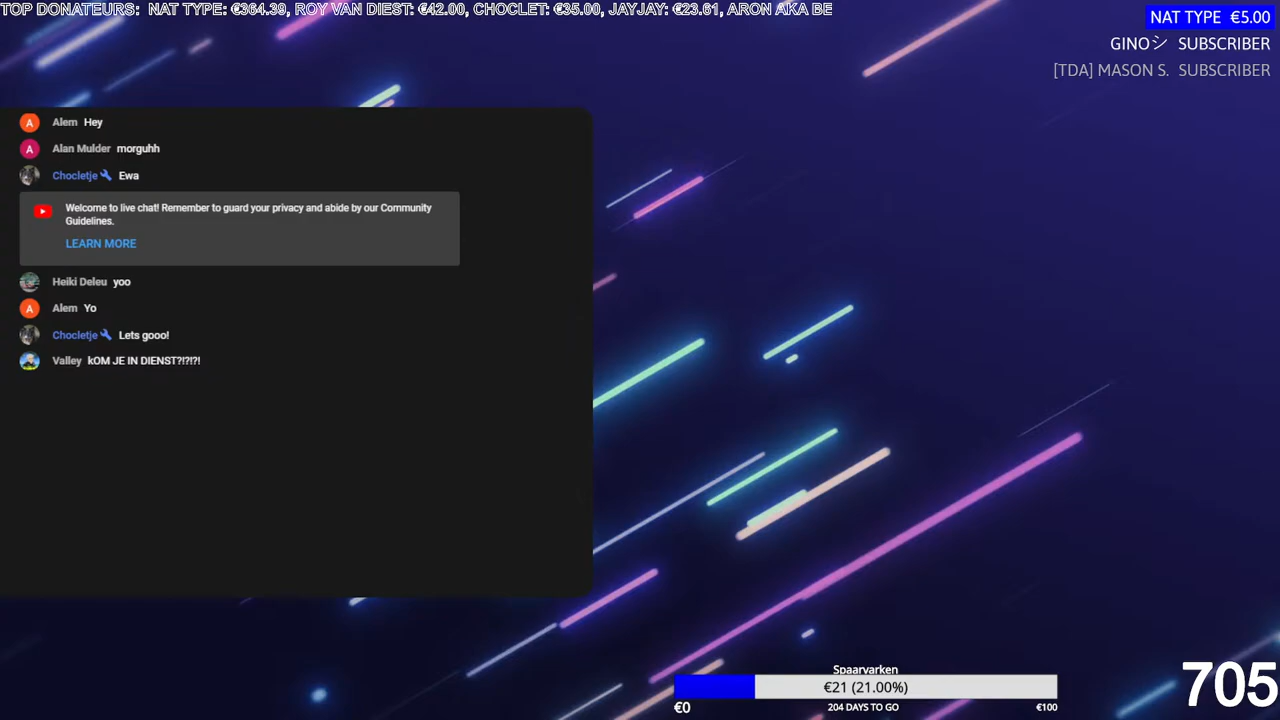 TOP DONATEURS: NAT TYPE: €364.39, ROY VAN DIEST: €42.00, CHOCLET: €35.00, JAYJAY: €23.61, ARON AKA BE
NAT TYPE €5.00
GINOシ SUBSCRIBER
[TDA] MASON S. SUBSCRIBER
A Alem Hey
A Alan Mulder morguhh
Chocletje Ewa
Welcome to live chat! Remember to guard your privacy and abide by our Community
Guidelines.
LEARN MORE
Heiki Deleu yoo
A Alem Yo
Chocletje Lets gooo!
Valley kOM JE IN DIENST?!?!?!
Spaarvarken
€21 (21.00%)
€0 204 DAYS TO GO €100
705